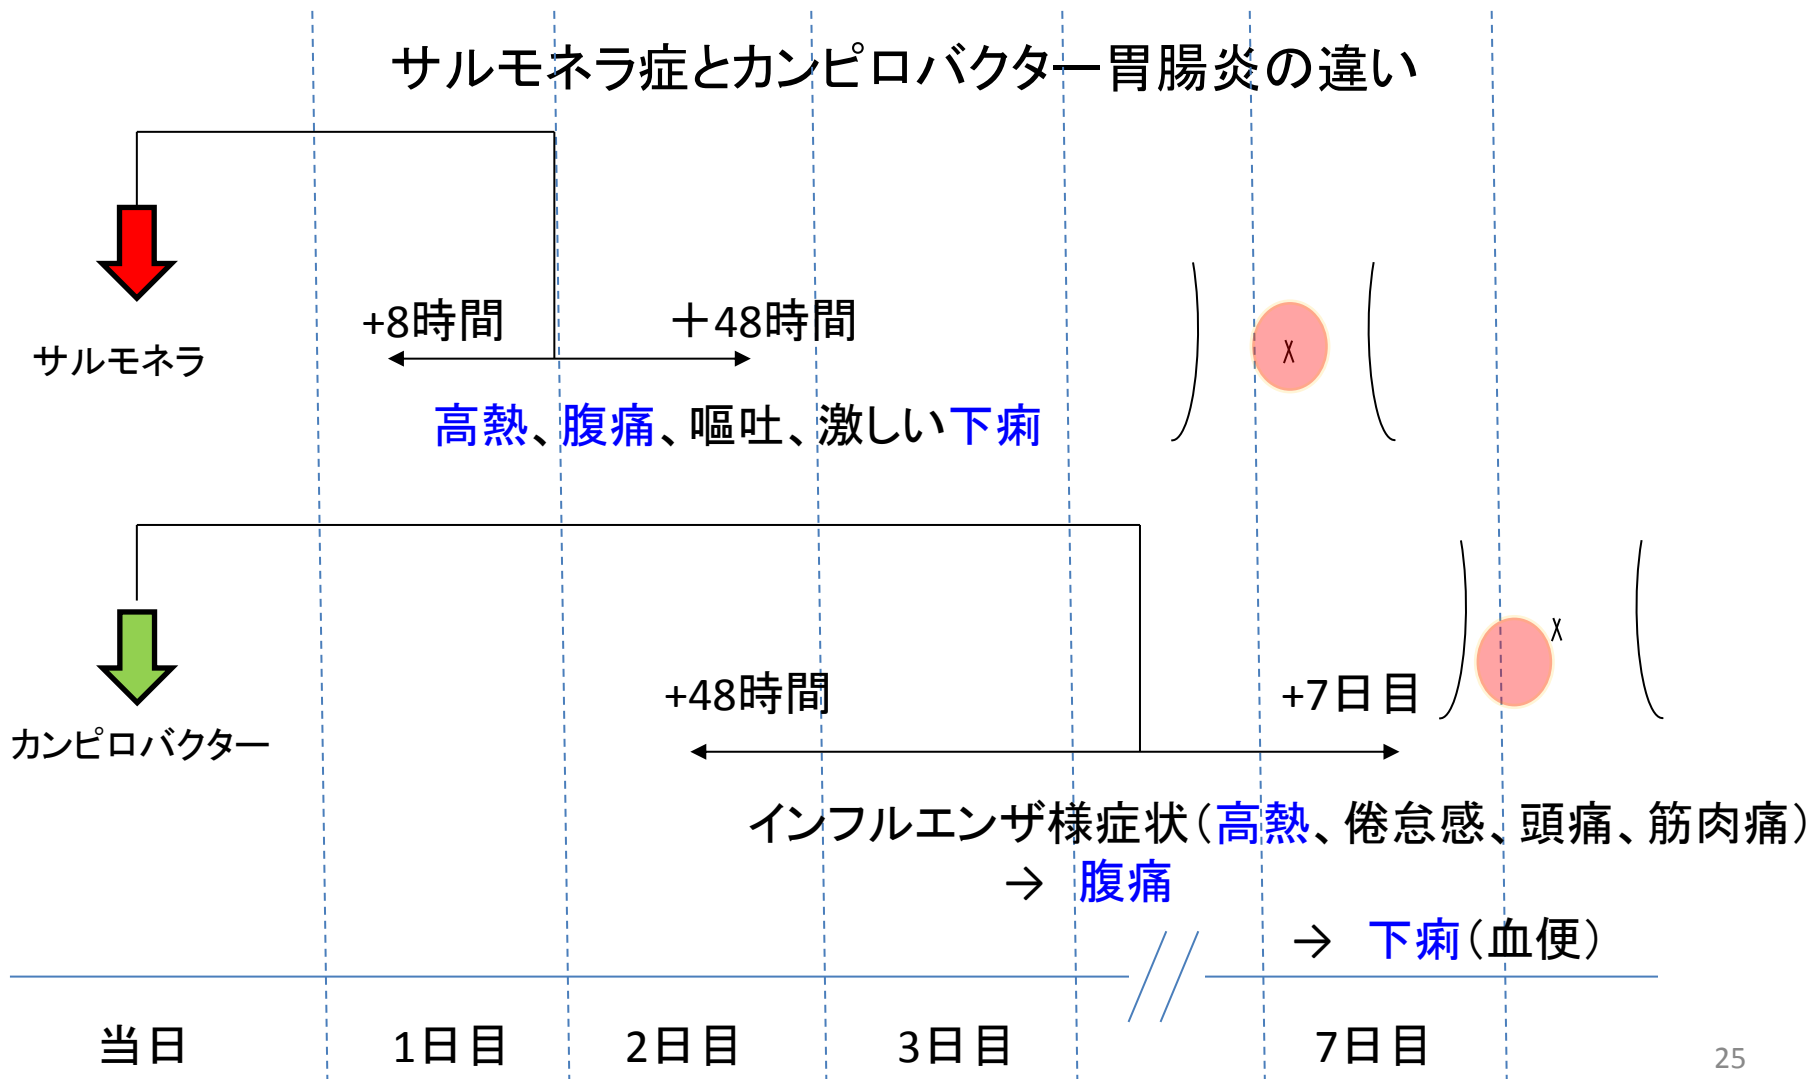 サルモネラ症とカンピロバクター胃腸炎の違い
+8時間
＋48時間
サルモネラ
高熱、腹痛、嘔吐、激しい下痢
+48時間
+7日目
カンピロバクター
インフルエンザ様症状（高熱、倦怠感、頭痛、筋肉痛）
→ 腹痛
→ 下痢（血便）
当日
1日目
2日目
3日目
7日目
25